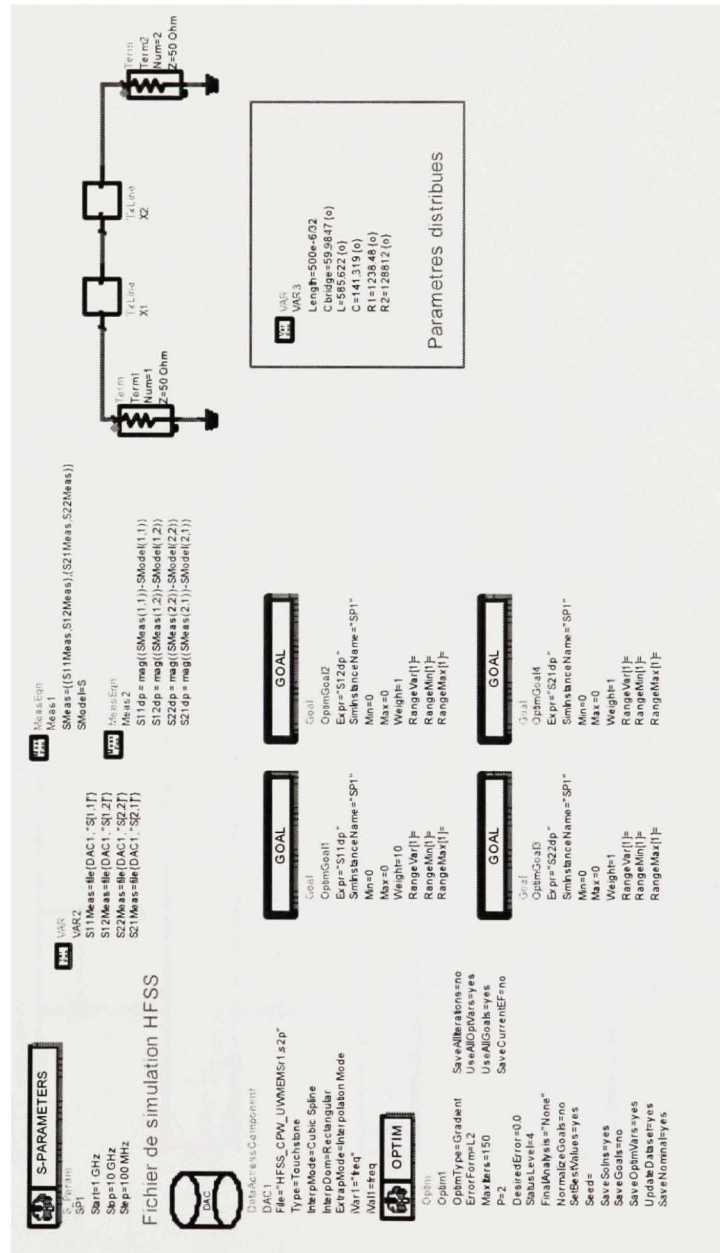 S-PARAMETERS
S_Param
SP1
Start=1 GHz
Stop=10 GHz
Step=100 MHz
VAR
VAR2
S11Meas=file{DAC1, "S[1,1]"}
S12Meas=file{DAC1, "S[1,2]"}
S22Meas=file{DAC1, "S[2,2]"}
S21Meas=file{DAC1, "S[2,1]"}
MeasEqn
Meas1
SMeas={{S11Meas,S12Meas},{S21Meas,S22Meas}}
SModel=S
MeasEqn
Meas2
S11dp = mag((SMeas(1,1))-SModel(1,1))
S12dp = mag((SMeas(1,2))-SModel(1,2))
S22dp = mag((SMeas(2,2))-SModel(2,2))
S21dp = mag((SMeas(2,1))-SModel(2,1))
Term
Term1
Num=1
Z=50 Ohm
TxLine
X1
TxLine
X2
Term
Term2
Num=2
Z=50 Ohm
Fichier de simulation HFSS
DAC
DataAccessComponent
DAC1
File="HFSS_CPW_UWMEMSr1.s2p"
Type=Touchstone
InterpMode=Cubic Spline
InterpDom=Rectangular
ExtrapMode=Interpolation Mode
iVar1="freq"
iVal1=freq
OPTIM
Optim
Optim1
OptimType=Gradient
ErrorForm=L2
MaxIters=150
P=2
DesiredError=0.0
StatusLevel=4
FinalAnalysis="None"
NormalizeGoals=no
SetBestValues=yes
Seed=
SaveSolns=yes
SaveGoals=no
SaveOptimVars=yes
UpdateDataset=yes
SaveNominal=yes
SaveAllIterations=no
UseAllOptVars=yes
UseAllGoals=yes
SaveCurrentEF=no
GOAL
Goal
OptimGoal1
Expr="S11dp"
SimInstanceName="SP1"
Min=0
Max=0
Weight=10
RangeVar[1]=
RangeMin[1]=
RangeMax[1]=
GOAL
Goal
OptimGoal2
Expr="S12dp"
SimInstanceName="SP1"
Min=0
Max=0
Weight=1
RangeVar[1]=
RangeMin[1]=
RangeMax[1]=
GOAL
Goal
OptimGoal3
Expr="S22dp"
SimInstanceName="SP1"
Min=0
Max=0
Weight=1
RangeVar[1]=
RangeMin[1]=
RangeMax[1]=
GOAL
Goal
OptimGoal4
Expr="S21dp"
SimInstanceName="SP1"
Min=0
Max=0
Weight=1
RangeVar[1]=
RangeMin[1]=
RangeMax[1]=
VAR
VAR3
Length=500e-6/32
Cbridge=59.9847 {o}
L=585.622 {o}
C=141.319 {o}
R1=1238.48 {o}
R2=128812 {o}
Parametres distribues